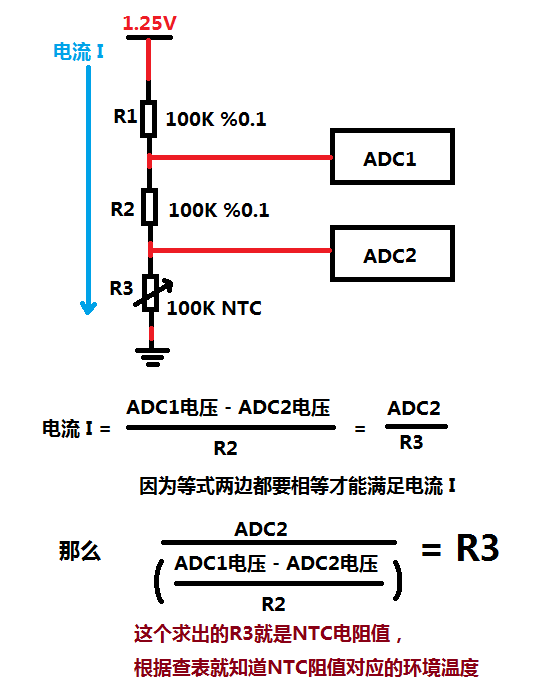 1.25V
电流 I
R1
100K %0.1
ADC1
R2
100K %0.1
ADC2
R3
100K NTC
电流 I =
ADC1电压 - ADC2电压
R2
=
ADC2
R3
因为等式两边都要相等才能满足电流 I
那么
ADC2
(
ADC1电压 - ADC2电压
R2
)
= R3
这个求出的R3就是NTC电阻值，
根据查表就知道NTC阻值对应的环境温度